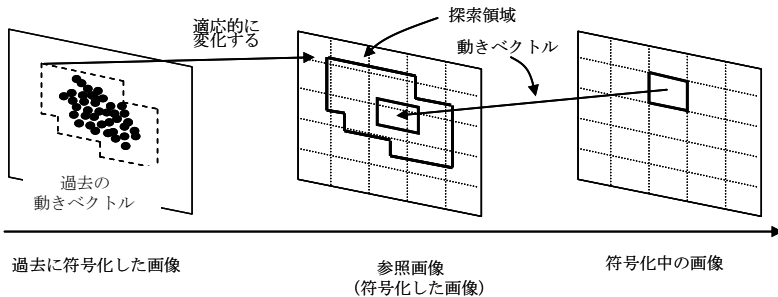 適応的に
変化する
探索領域
動きベクトル
過去の
動きベクトル
過去に符号化した画像
参照画像
（符号化した画像）
符号化中の画像